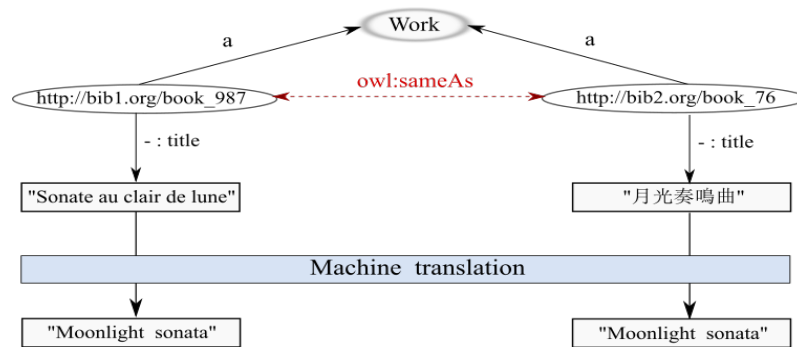 Work
a
a
owl:sameAs
http://bib1.org/book_987
http://bib2.org/book_76
- : title
- : title
"Sonate au clair de lune"
"月光奏鳴曲"
Machine translation
"Moonlight sonata"
"Moonlight sonata"